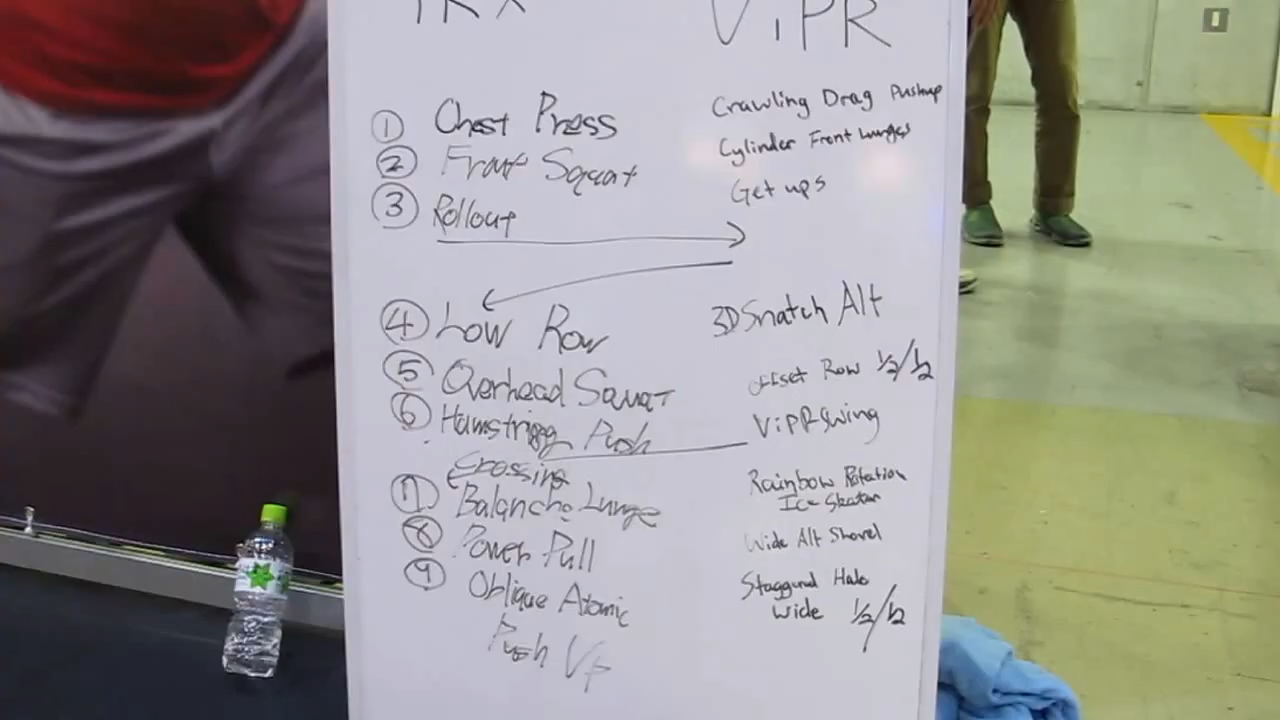 TRX ViPR
① Chest Press Crawling Drag Pushup
② Front Squat Cylinder Front Lunges
③ Rollout Get ups
④ Low Row 3D Snatch Alt
⑤ Overhead Squat offset Row 1/2/1/2
⑥ Hamstring Push ViPR Swing
Crossing Rainbow Rotation
Ice Skater
⑦ Balance Lunge
⑧ Power Pull Wide Alt Shovel
⑨ Oblique Atomic Staggered Halo
Push Up Wide 1/2/1/2